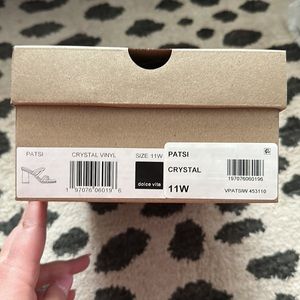 PATSI CRYSTAL VINYL SIZE 11W
1 97076 06019 6
dolce vita
PATSI
CRYSTAL
197076060196
11W
VPATSIW 453110